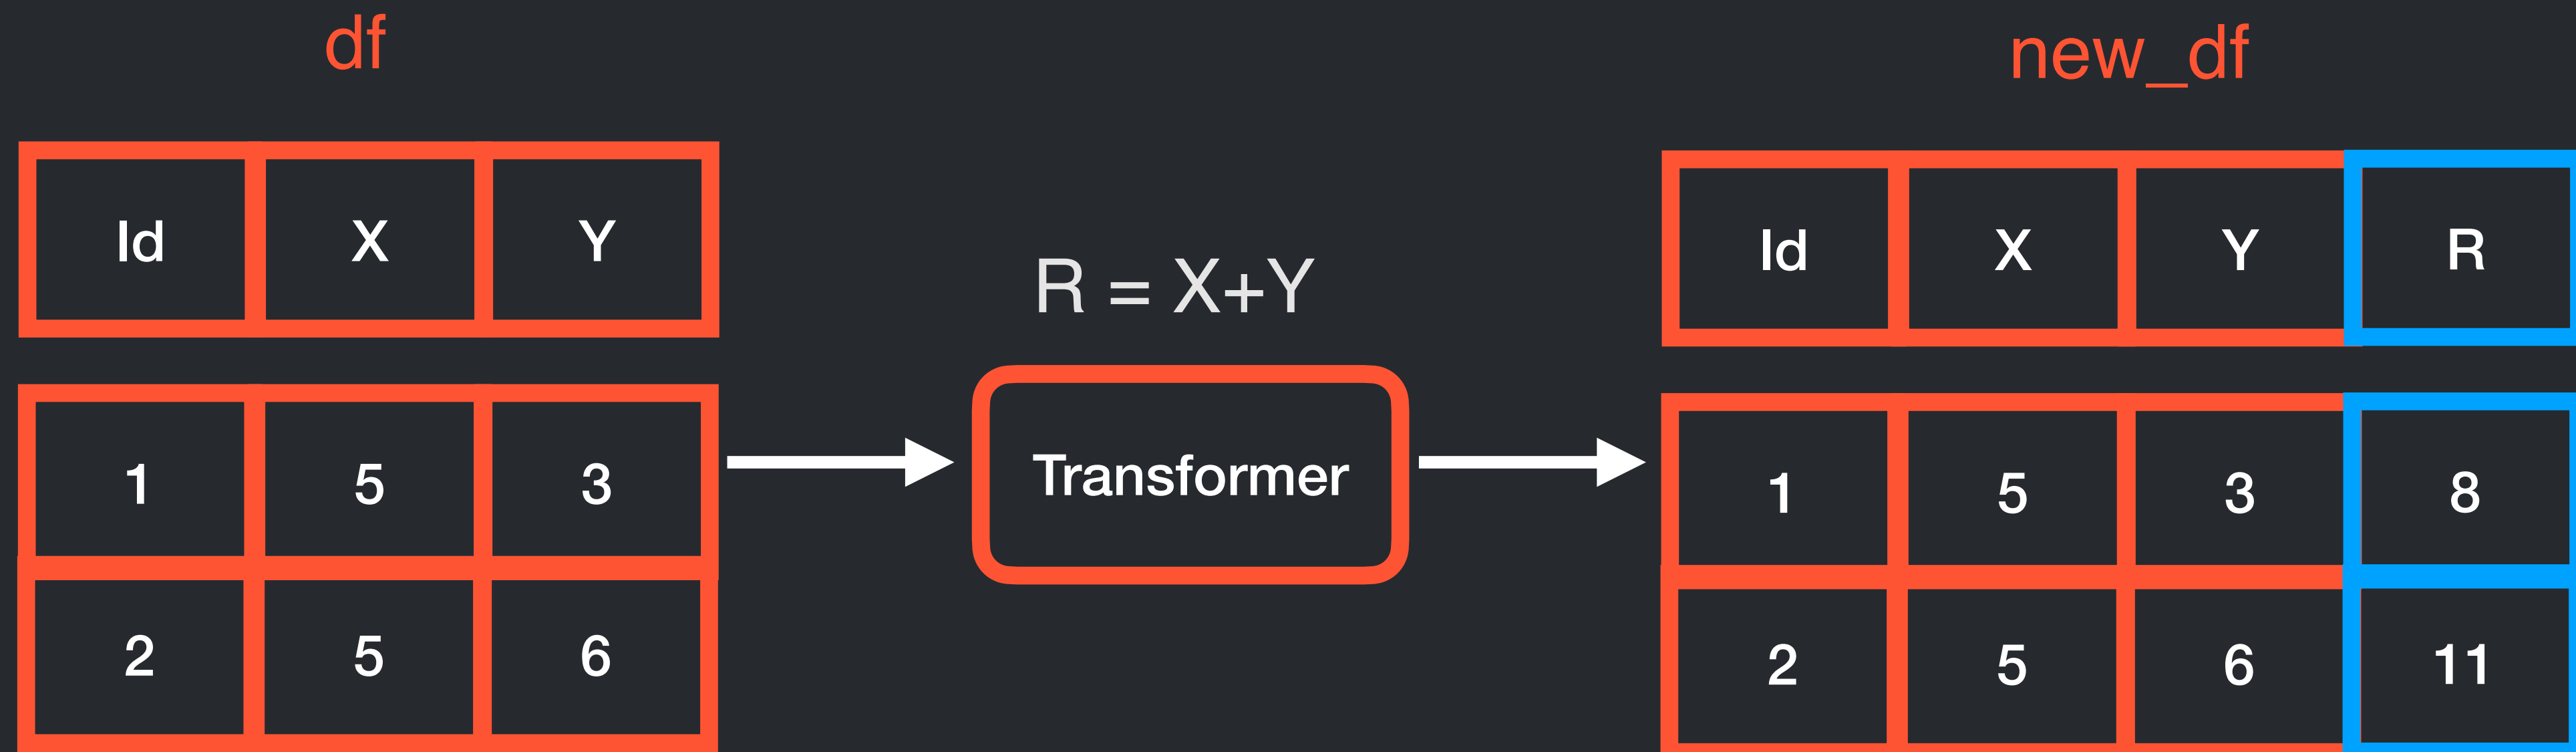 df
Id X Y
1 5 3
2 5 6
R = X+Y
Transformer
new_df
Id X Y R
1 5 3 8
2 5 6 11